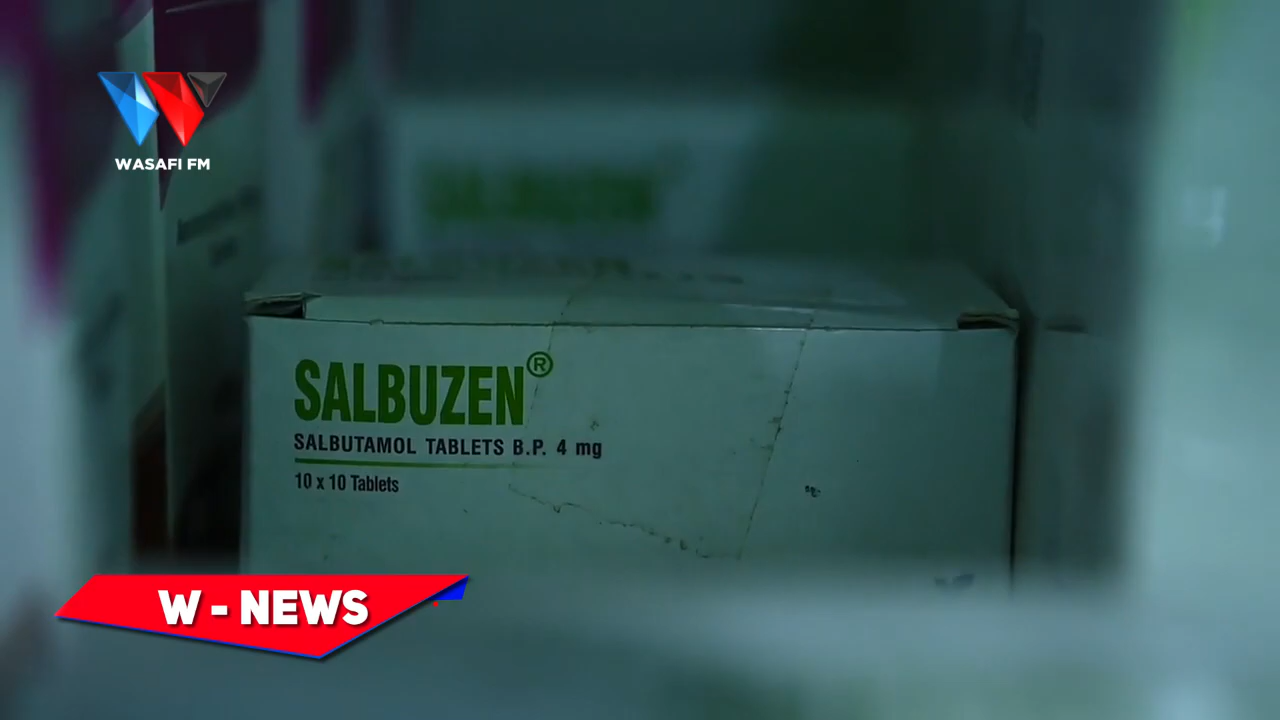 WASAFI FM
SALBUZEN®
SALBUTAMOL TABLETS B.P. 4 mg
10 x 10 Tablets
W - NEWS